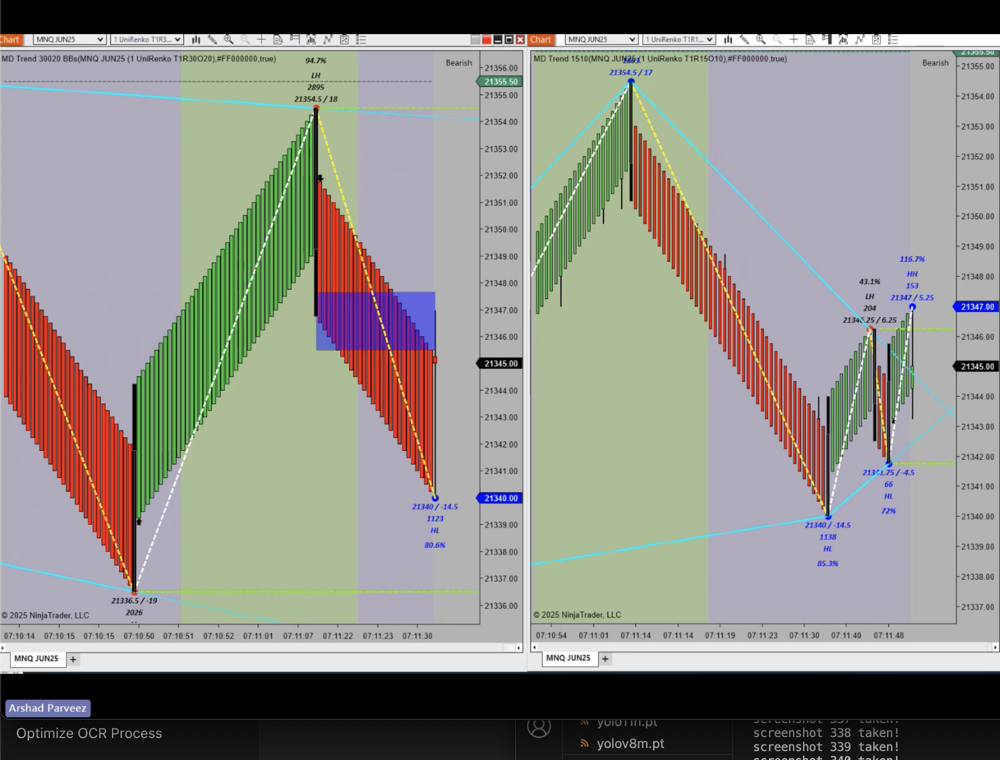 Chart MNQ JUN25 1 UniRenko T1R3...
MD Trend 30020 BBs(MNQ JUN25 (1 UniRenko T1R30O20),#FF000000,true)
Bearish
94.7%
LH
2895
21354.5 / 18
21356.00
21355.50
21354.00
21353.00
21352.00
21351.00
21350.00
21349.00
21348.00
21347.00
21346.00
21345.00
21344.00
21343.00
21342.00
21341.00
21340.00
21339.00
21338.00
21337.00
21336.00
21340 / -14.5
1123
HL
80.6%
21336.5 / -19
2026
© 2025 NinjaTrader, LLC
07:10:14 07:10:15 07:10:15 07:10:50 07:10:51 07:10:52 07:11:01 07:11:07 07:11:22 07:11:23 07:11:30
MNQ JUN25 +
Chart MNQ JUN25 1 UniRenko T1R1...
MD Trend 1510(MNQ JUN25 (1 UniRenko T1R15O10),#FF000000,true)
Bearish
21354.5 / 17
21355.50
21355.00
21354.00
21353.00
21352.00
21351.00
21350.00
21349.00
21348.00
21347.00
21346.00
21345.00
21344.00
21343.00
21342.00
21341.00
21340.00
21339.00
21338.00
21337.00
116.7%
HH
153
21347 / 5.25
43.1%
LH
204
21346.25 / 6.25
21341.75 / -4.5
66
HL
72%
21340 / -14.5
1138
HL
85.3%
© 2025 NinjaTrader, LLC
07:10:54 07:11:01 07:11:14 07:11:14 07:11:19 07:11:23 07:11:30 07:11:40 07:11:48
MNQ JUN25 +
Arshad Parveez
Optimize OCR Process
yolo11n.pt
yolov8m.pt
screenshot 337 taken!
screenshot 338 taken!
screenshot 339 taken!
screenshot 340 taken!